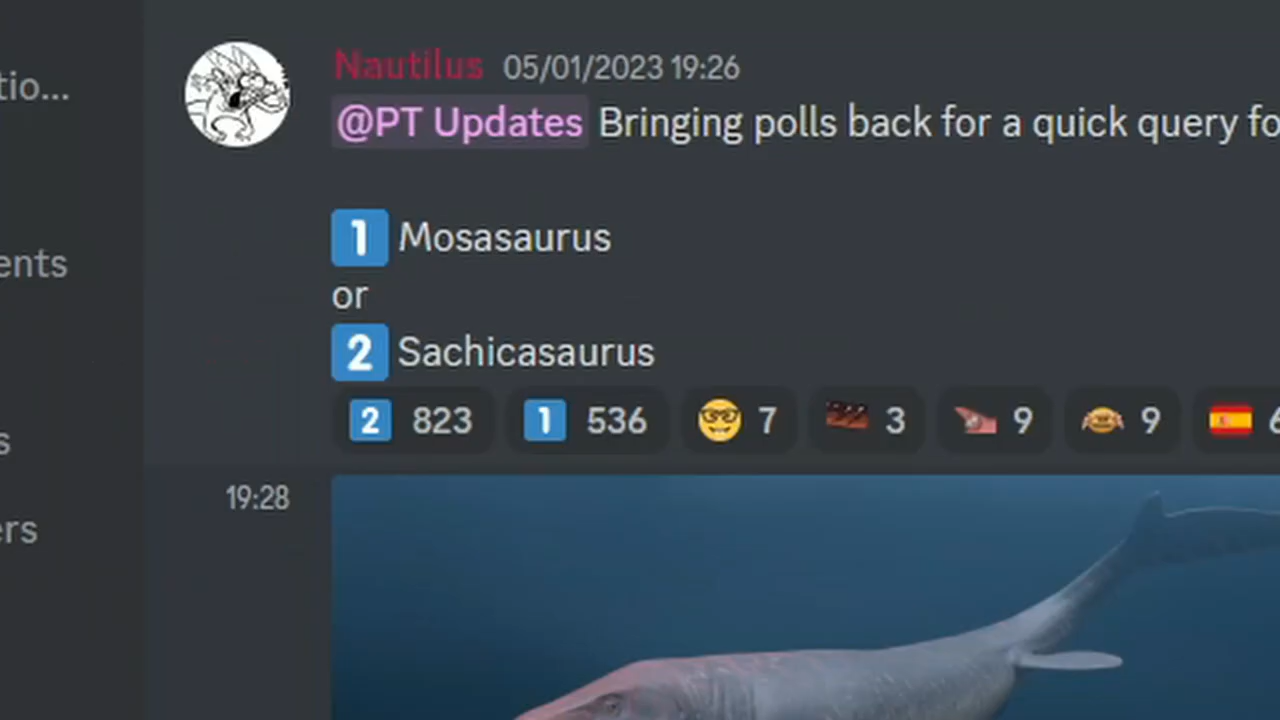 tio...
Nautilus 05/01/2023 19:26
@PT Updates Bringing polls back for a quick query fo
1 Mosasaurus
ents
or
2 Sachicasaurus
2 823 1 536 7 3 9 9 6
s
19:28
ers